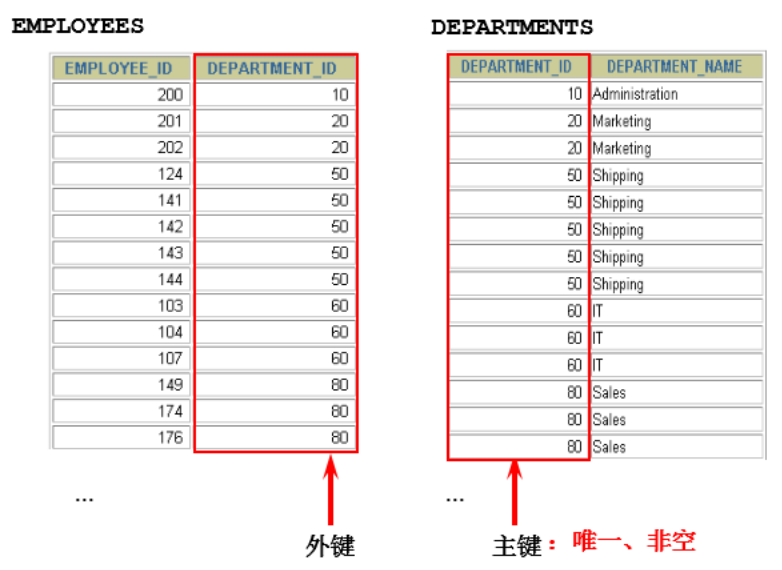 EMPLOYEES
EMPLOYEE_ID DEPARTMENT_ID
200 10
201 20
202 20
124 50
141 50
142 50
143 50
144 50
103 60
104 60
107 60
149 80
174 80
176 80
...
外键
DEPARTMENTS
DEPARTMENT_ID DEPARTMENT_NAME
10 Administration
20 Marketing
20 Marketing
50 Shipping
50 Shipping
50 Shipping
50 Shipping
50 Shipping
60 IT
60 IT
60 IT
80 Sales
80 Sales
80 Sales
...
主键：唯一、非空